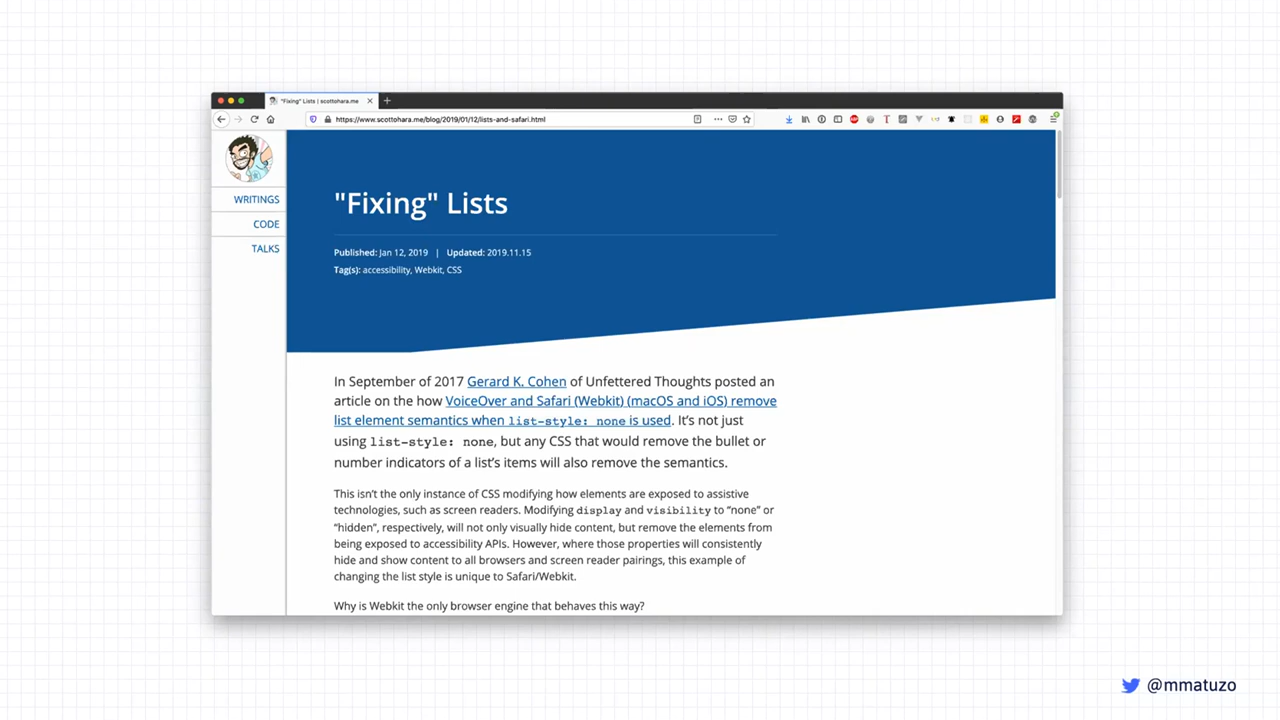 "Fixing" Lists | scottohara.me
https://www.scottohara.me/blog/2019/01/12/lists-and-safari.html
WRITINGS
CODE
TALKS
"Fixing" Lists
Published: Jan 12, 2019 | Updated: 2019.11.15
Tag(s): accessibility, Webkit, CSS
In September of 2017 Gerard K. Cohen of Unfettered Thoughts posted an
article on the how VoiceOver and Safari (Webkit) (macOS and iOS) remove
list element semantics when list-style: none is used. It's not just
using list-style: none, but any CSS that would remove the bullet or
number indicators of a list's items will also remove the semantics.
This isn't the only instance of CSS modifying how elements are exposed to assistive
technologies, such as screen readers. Modifying display and visibility to "none" or
"hidden", respectively, will not only visually hide content, but remove the elements from
being exposed to accessibility APIs. However, where those properties will consistently
hide and show content to all browsers and screen reader pairings, this example of
changing the list style is unique to Safari/Webkit.
Why is Webkit the only browser engine that behaves this way?
@mmatuzo